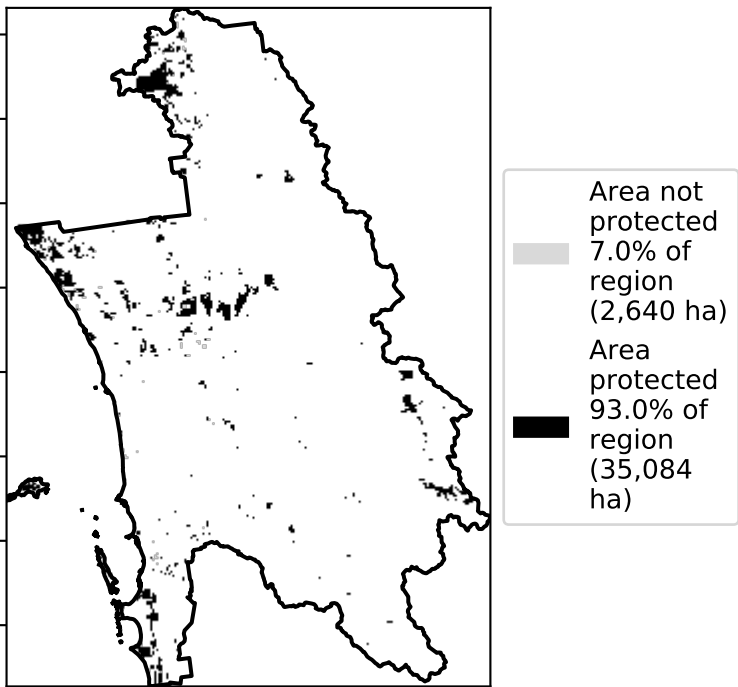 Area not
protected
7.0% of
region
(2,640 ha)
Area
protected
93.0% of
region
(35,084
ha)